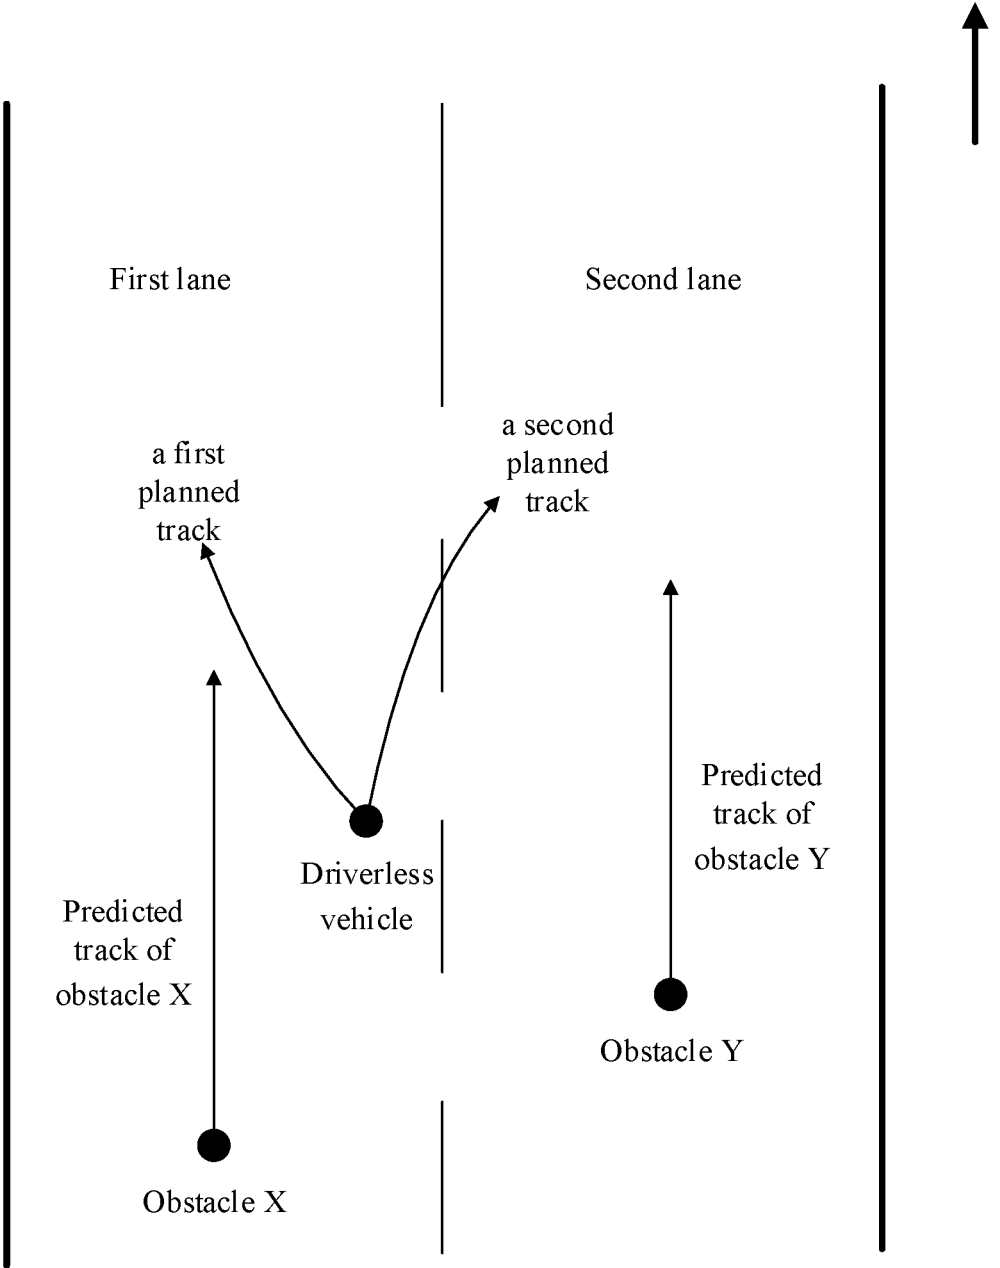 First lane
Second lane
a first
planned
track
a second
planned
track
Predicted
track of
obstacle Y
Driverless
vehicle
Predicted
track of
obstacle X
Obstacle Y
Obstacle X